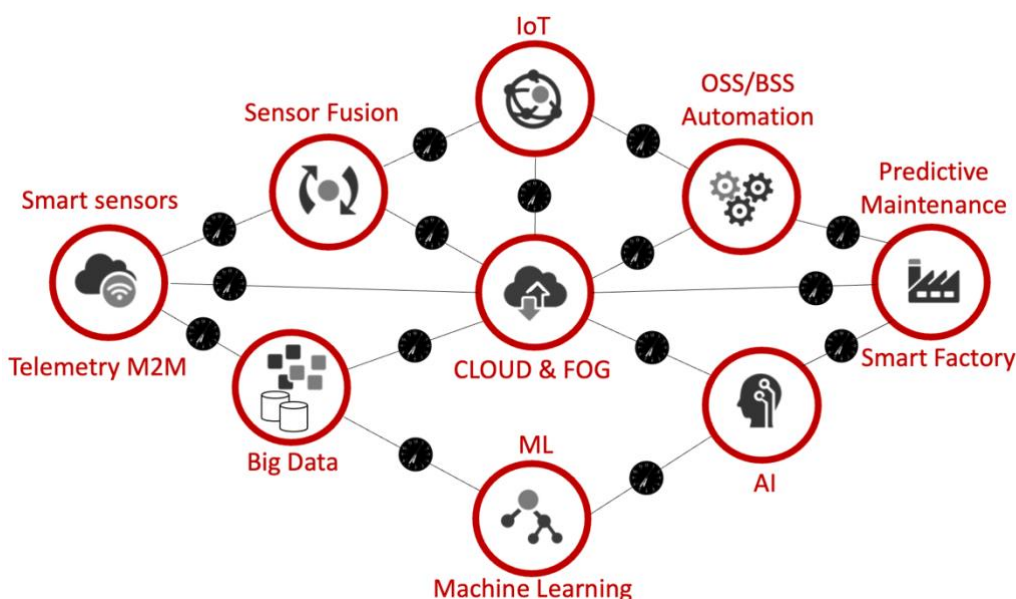 IoT
OSS/BSS
Automation
Sensor Fusion
Predictive
Maintenance
Smart sensors
Telemetry M2M
CLOUD & FOG
Smart Factory
Big Data
ML
AI
Machine Learning